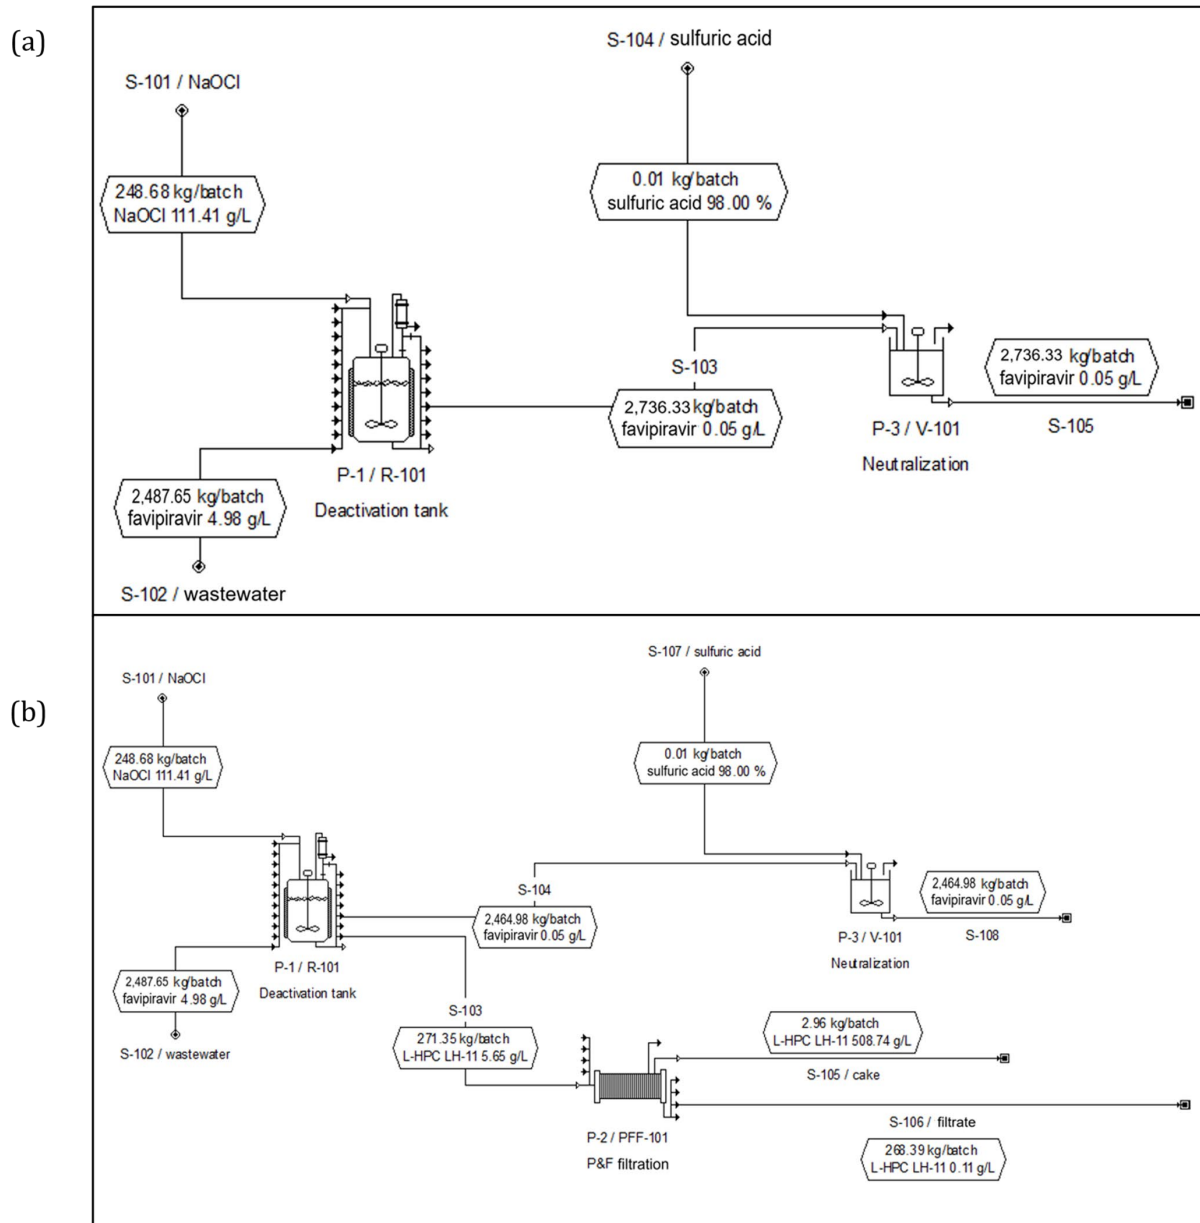 (a)
S-104 / sulfuric acid
S-101 / NaOCl
248.68 kg/batch
NaOCl 111.41 g/L
0.01 kg/batch
sulfuric acid 98.00 %
S-103
2,736.33 kg/batch
favipiravir 0.05 g/L
2,736.33 kg/batch
favipiravir 0.05 g/L
S-105
P-3 / V-101
Neutralization
P-1 / R-101
Deactivation tank
2,487.65 kg/batch
favipiravir 4.98 g/L
S-102 / wastewater
(b)
S-107 / sulfuric acid
S-101 / NaOCl
248.68 kg/batch
NaOCl 111.41 g/L
0.01 kg/batch
sulfuric acid 98.00 %
S-104
2,464.98 kg/batch
favipiravir 0.05 g/L
2,464.98 kg/batch
favipiravir 0.05 g/L
S-108
P-3 / V-101
Neutralization
P-1 / R-101
Deactivation tank
2,487.65 kg/batch
favipiravir 4.98 g/L
S-102 / wastewater
S-103
271.35 kg/batch
L-HPC LH-11 5.65 g/L
2.96 kg/batch
L-HPC LH-11 508.74 g/L
S-105 / cake
P-2 / PFF-101
P&F filtration
S-106 / filtrate
268.39 kg/batch
L-HPC LH-11 0.11 g/L